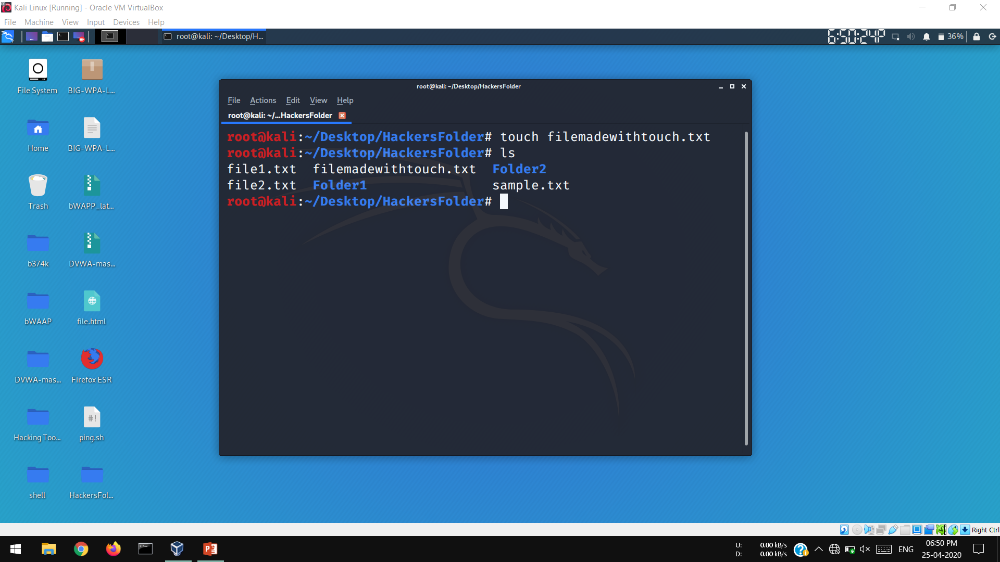 Kali Linux [Running] - Oracle VM VirtualBox
File Machine View Input Devices Help
root@kali: ~/Desktop/H...
6:50:24P
36%
File System
BIG-WPA-L...
Home
BIG-WPA-L...
Trash
bWAPP_lat...
b374k
DVWA-mas...
bWAAP
file.html
DVWA-mas...
Firefox ESR
Hacking Too...
#!
ping.sh
shell
HackersFol...
root@kali: ~/Desktop/HackersFolder
File Actions Edit View Help
root@kali: ~/...HackersFolder
root@kali:~/Desktop/HackersFolder# touch filemadewithtouch.txt
root@kali:~/Desktop/HackersFolder# ls
file1.txt filemadewithtouch.txt Folder2
file2.txt Folder1 sample.txt
root@kali:~/Desktop/HackersFolder#
Right Ctrl
U: 0.00 kB/s
D: 0.00 kB/s
ENG
06:50 PM
25-04-2020